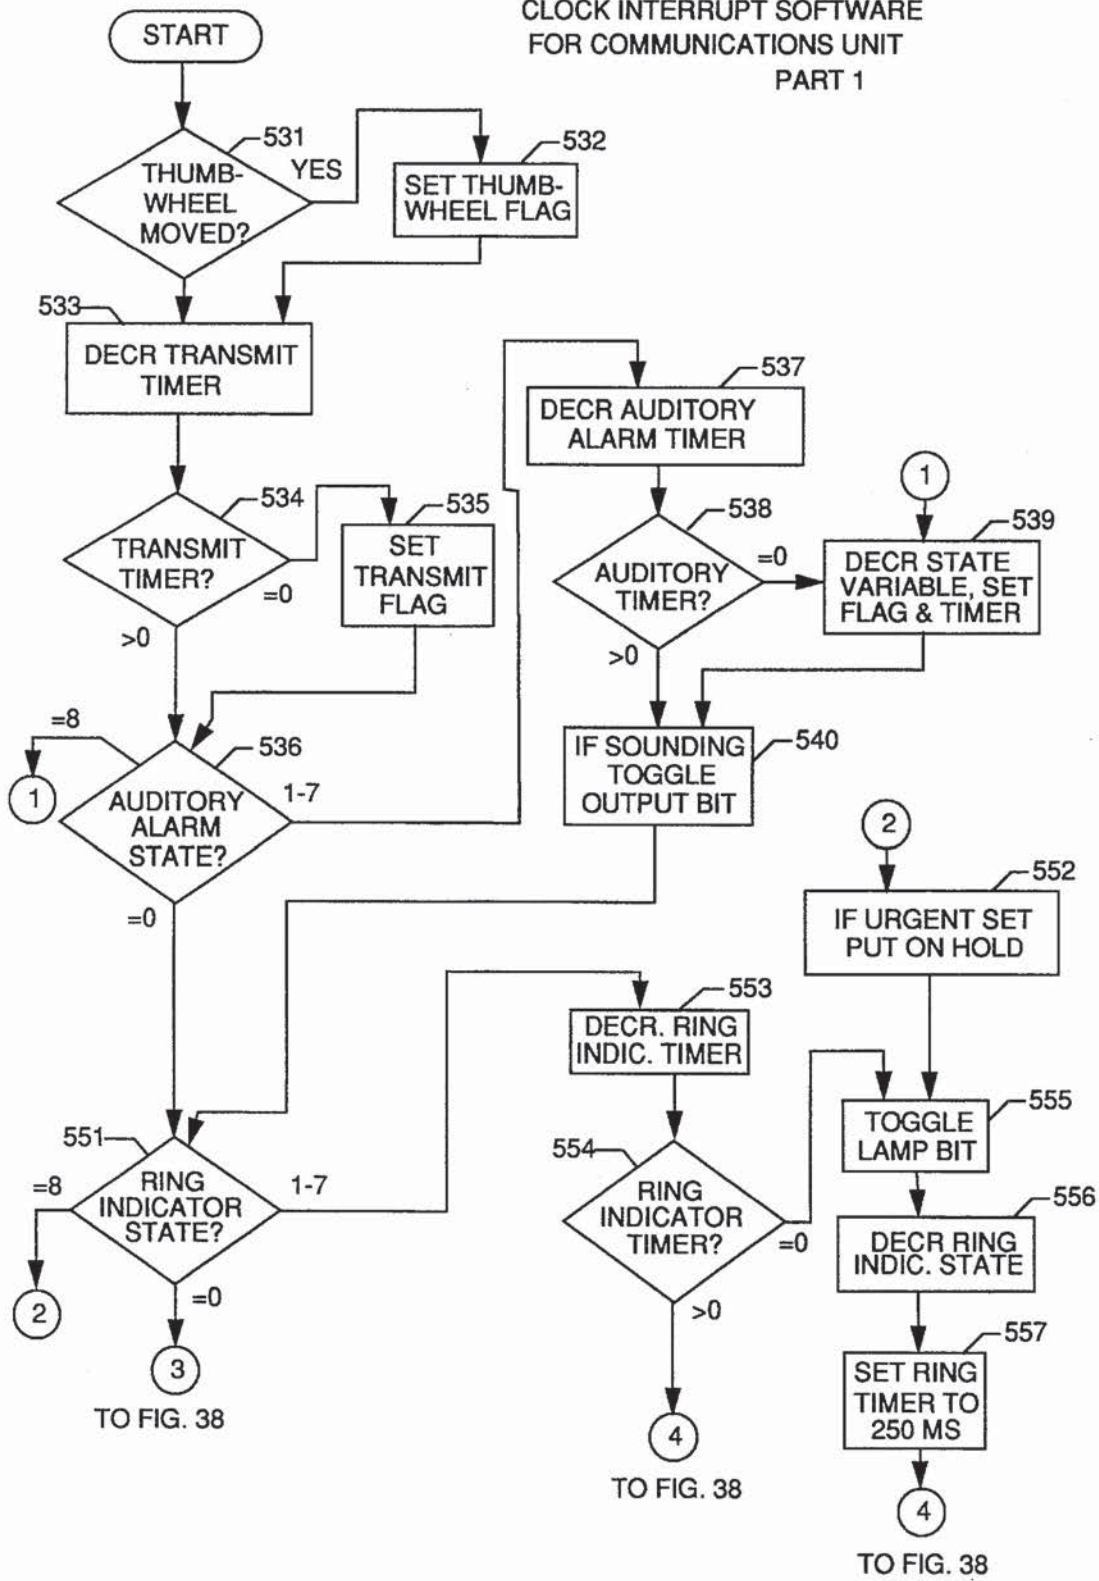 CLOCK INTERRUPT SOFTWARE
FOR COMMUNICATIONS UNIT
PART 1
START
531
THUMB-
WHEEL
MOVED?
YES
532
SET THUMB-
WHEEL FLAG
533
DECR TRANSMIT
TIMER
534
TRANSMIT
TIMER?
=0
>0
535
SET
TRANSMIT
FLAG
=8
1
536
AUDITORY
ALARM
STATE?
1-7
=0
537
DECR AUDITORY
ALARM TIMER
538
AUDITORY
TIMER?
=0
>0
1
539
DECR STATE
VARIABLE, SET
FLAG & TIMER
540
IF SOUNDING
TOGGLE
OUTPUT BIT
2
552
IF URGENT SET
PUT ON HOLD
551
RING
INDICATOR
STATE?
=8
1-7
=0
2
3
TO FIG. 38
553
DECR. RING
INDIC. TIMER
554
RING
INDICATOR
TIMER?
=0
>0
4
TO FIG. 38
555
TOGGLE
LAMP BIT
556
DECR RING
INDIC. STATE
557
SET RING
TIMER TO
250 MS
4
TO FIG. 38